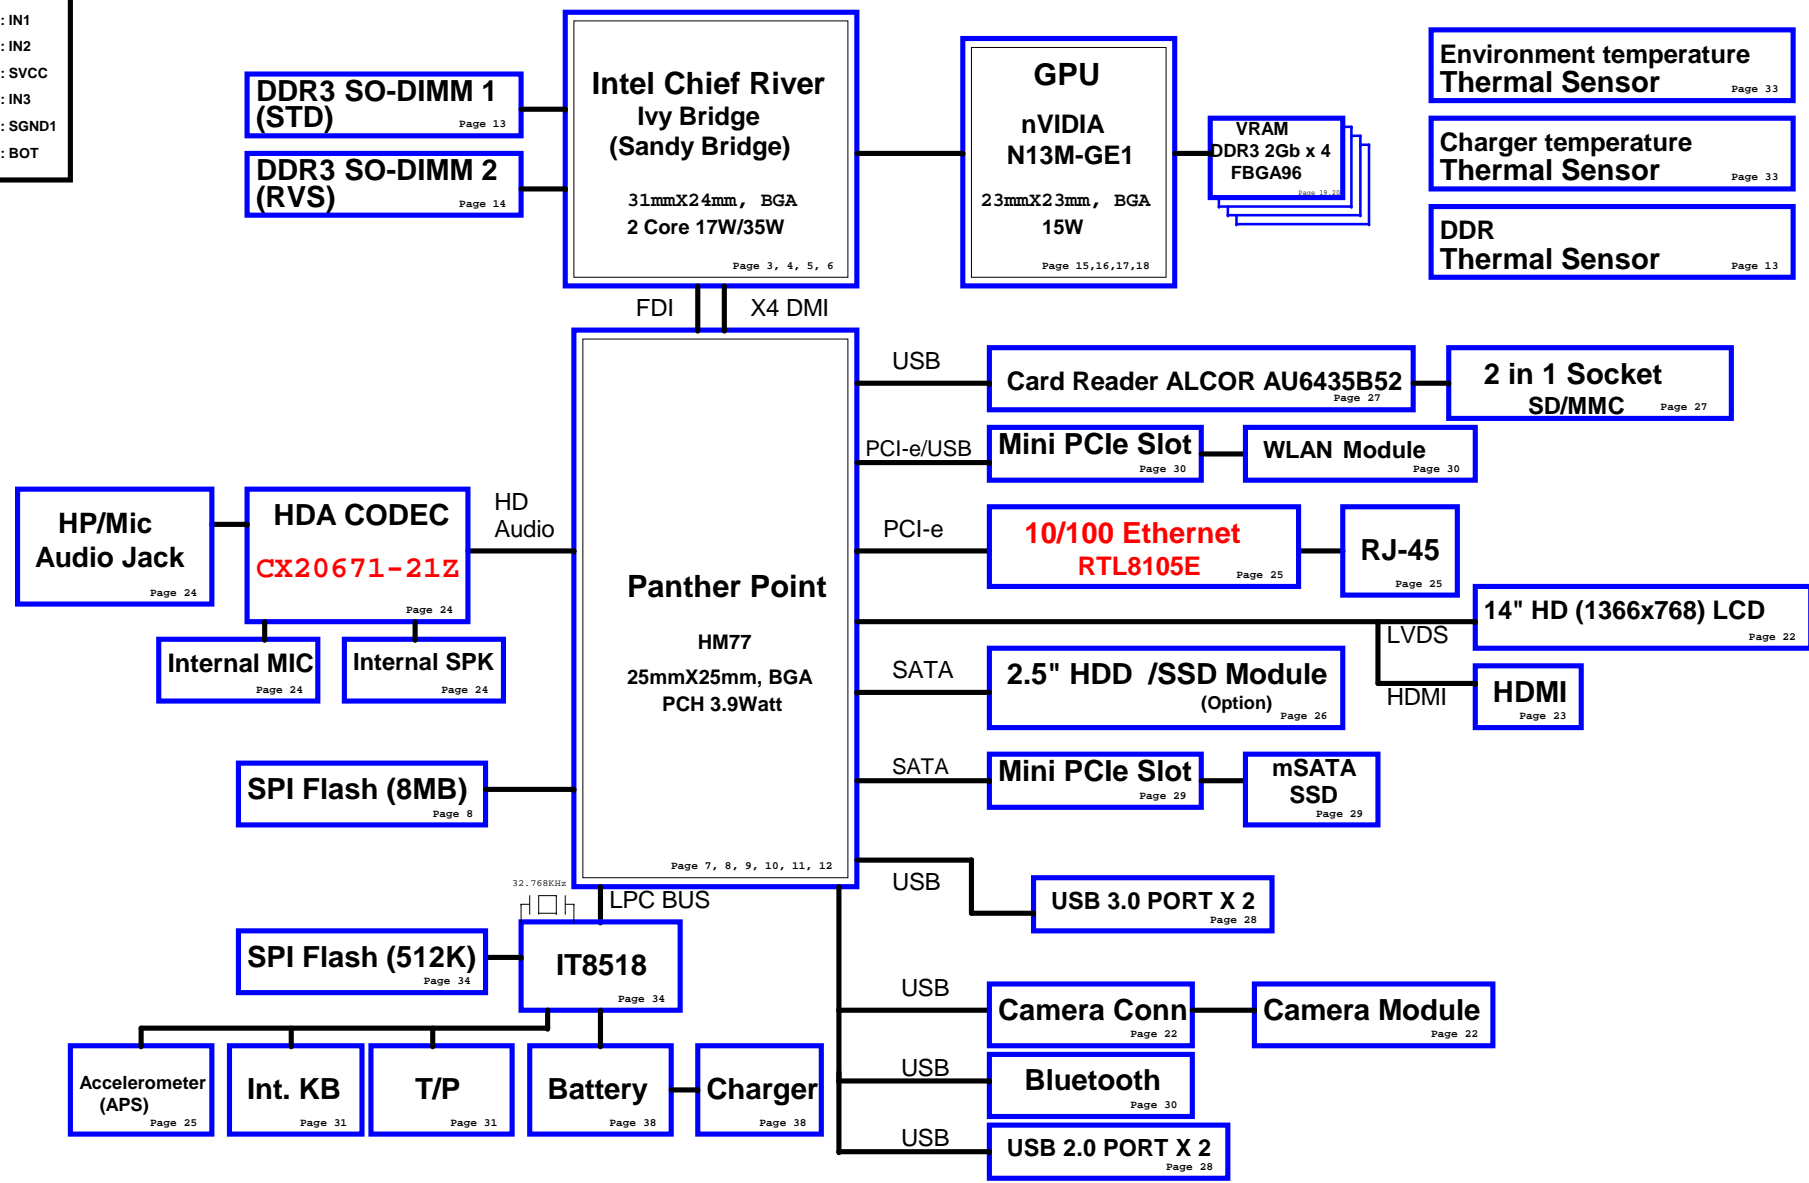 : IN1
: IN2
: SVCC
: IN3
: SGND1
: BOT
DDR3 SO-DIMM 1
(STD)
Page 13
DDR3 SO-DIMM 2
(RVS)
Page 14
Intel Chief River
Ivy Bridge
(Sandy Bridge)
31mmX24mm, BGA
2 Core 17W/35W
Page 3, 4, 5, 6
GPU
nVIDIA
N13M-GE1
23mmX23mm, BGA
15W
Page 15,16,17,18
VRAM
DDR3 2Gb x 4
FBGA96
Page 19,20
Environment temperature
Thermal Sensor
Page 33
Charger temperature
Thermal Sensor
Page 33
DDR
Thermal Sensor
Page 13
FDI
X4 DMI
Panther Point
HM77
25mmX25mm, BGA
PCH 3.9Watt
Page 7, 8, 9, 10, 11, 12
USB
Card Reader ALCOR AU6435B52
Page 27
2 in 1 Socket
SD/MMC
Page 27
PCI-e/USB
Mini PCIe Slot
Page 30
WLAN Module
Page 30
PCI-e
10/100 Ethernet
RTL8105E
Page 25
RJ-45
Page 25
LVDS
14" HD (1366x768) LCD
Page 22
HDMI
HDMI
Page 23
SATA
2.5" HDD /SSD Module
(Option)
Page 26
SATA
Mini PCIe Slot
Page 29
mSATA
SSD
Page 29
USB
USB 3.0 PORT X 2
Page 28
USB
Camera Conn
Page 22
Camera Module
Page 22
USB
Bluetooth
Page 30
USB
USB 2.0 PORT X 2
Page 28
HP/Mic
Audio Jack
Page 24
HDA CODEC
CX20671-21Z
Page 24
HD
Audio
Internal MIC
Page 24
Internal SPK
Page 24
SPI Flash (8MB)
Page 8
32.768KHz
LPC BUS
SPI Flash (512K)
Page 34
IT8518
Page 34
Accelerometer
(APS)
Page 25
Int. KB
Page 31
T/P
Page 31
Battery
Page 38
Charger
Page 38